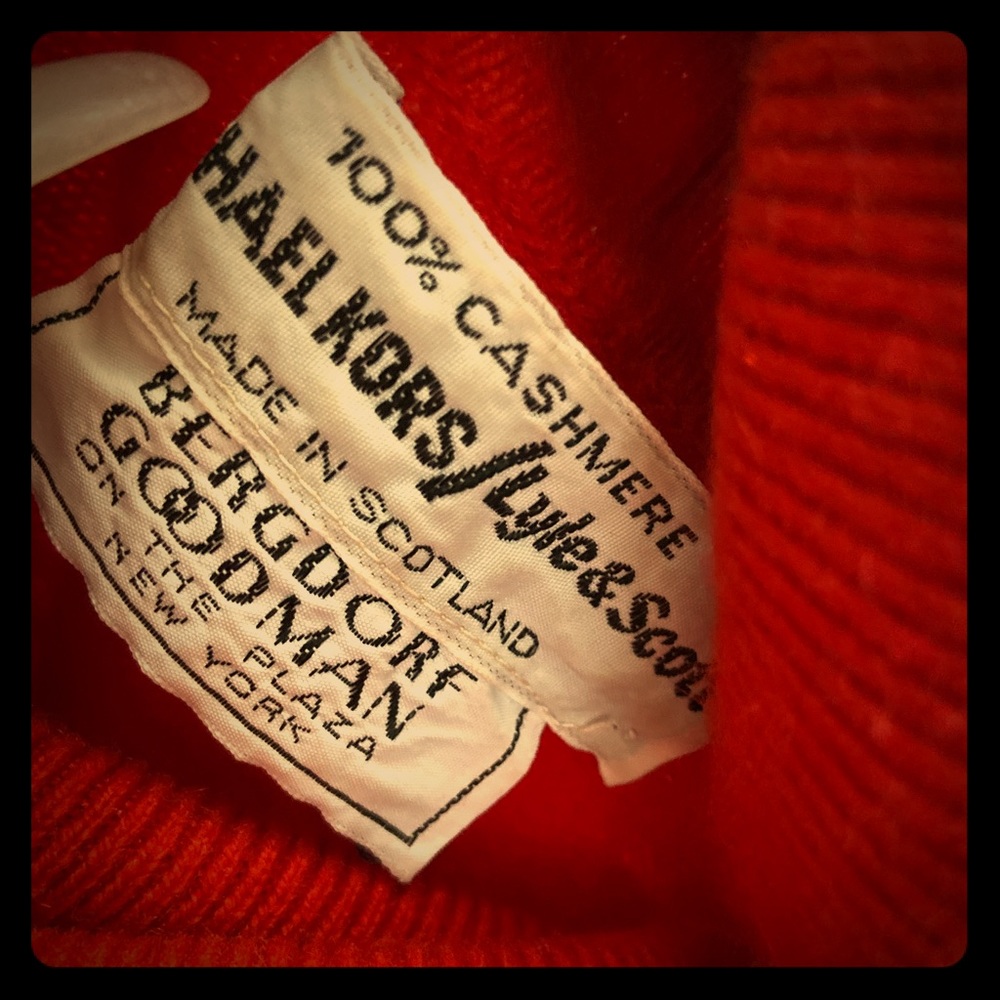 100% CASHMERE
HAEL KORS/Lyle&Scott
MADE IN SCOTLAND
BERGDORF
GOODMAN
ON THE PLAZA
NEW YORK